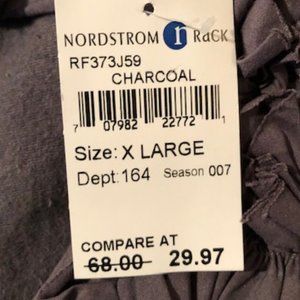 NORDSTROM n RACK
RF373J59
CHARCOAL
7 07982 22772 1
Size: X LARGE
Dept: 164 Season 007
COMPARE AT
68.00 29.97